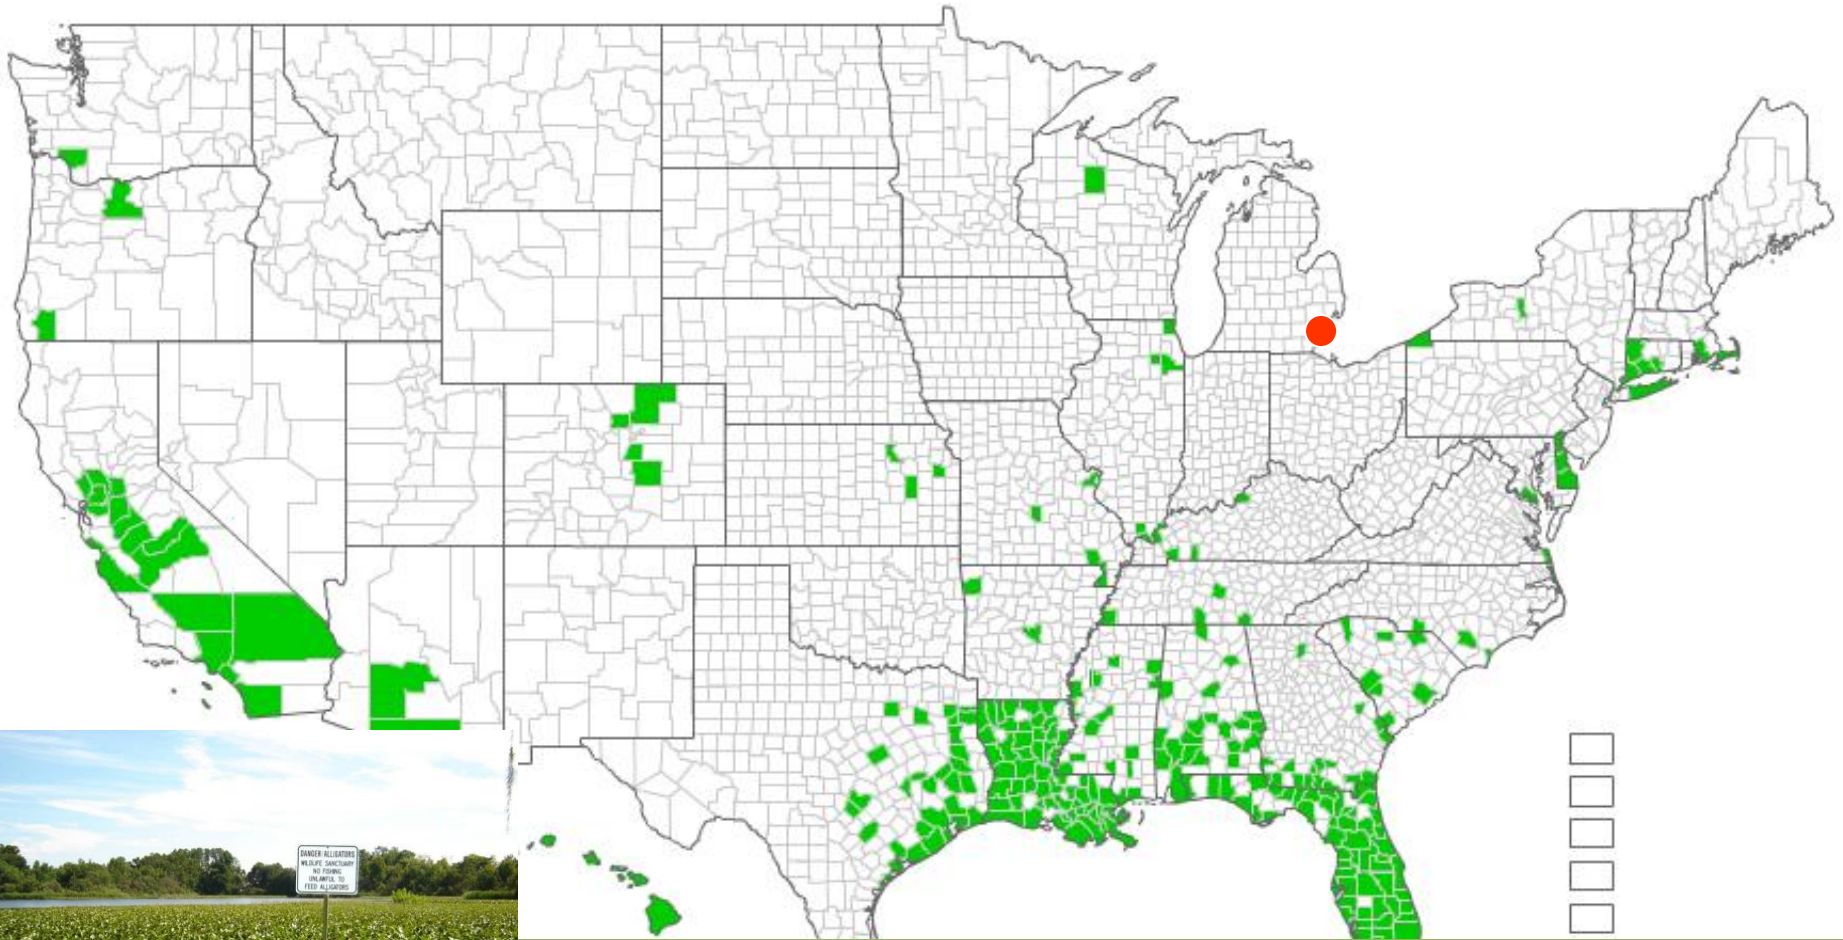 DANGER ALLIGATORS
WILDLIFE SANCTUARY
NO FISHING
UNLAWFUL TO
FEED ALLIGATORS